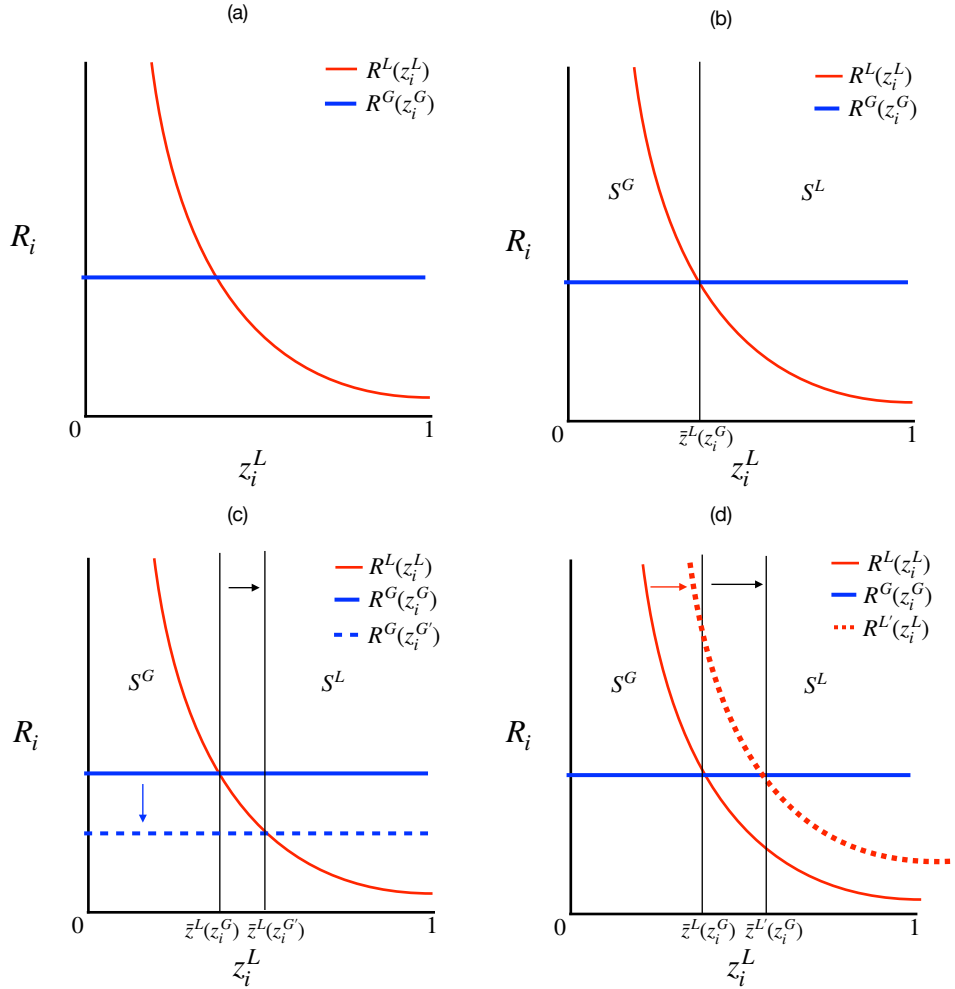 (a)
R^L(z_i^L)
R^G(z_i^G)
R_i
0
1
z_i^L
(b)
R^L(z_i^L)
R^G(z_i^G)
S^G
S^L
R_i
0
z̄^L(z_i^G)
1
z_i^L
(c)
R^L(z_i^L)
R^G(z_i^G)
R^G(z_i^{G'})
S^G
S^L
R_i
0
z̄^L(z_i^G) z̄^L(z_i^{G'})
1
z_i^L
(d)
R^L(z_i^L)
R^G(z_i^G)
R^{L'}(z_i^L)
S^G
S^L
R_i
0
z̄^L(z_i^G) z̄^{L'}(z_i^G)
1
z_i^L